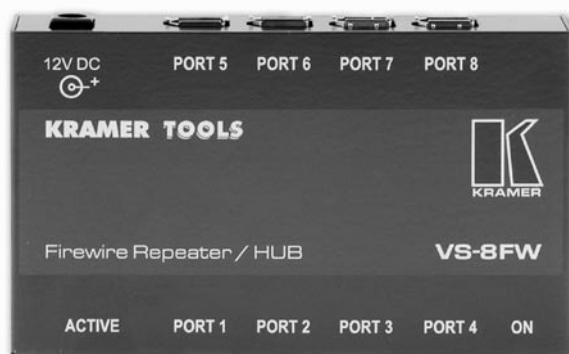 12V DC PORT 5 PORT 6 PORT 7 PORT 8
+
KRAMER TOOLS
K
KRAMER
Firewire Repeater / HUB VS-8FW
ACTIVE PORT 1 PORT 2 PORT 3 PORT 4 ON